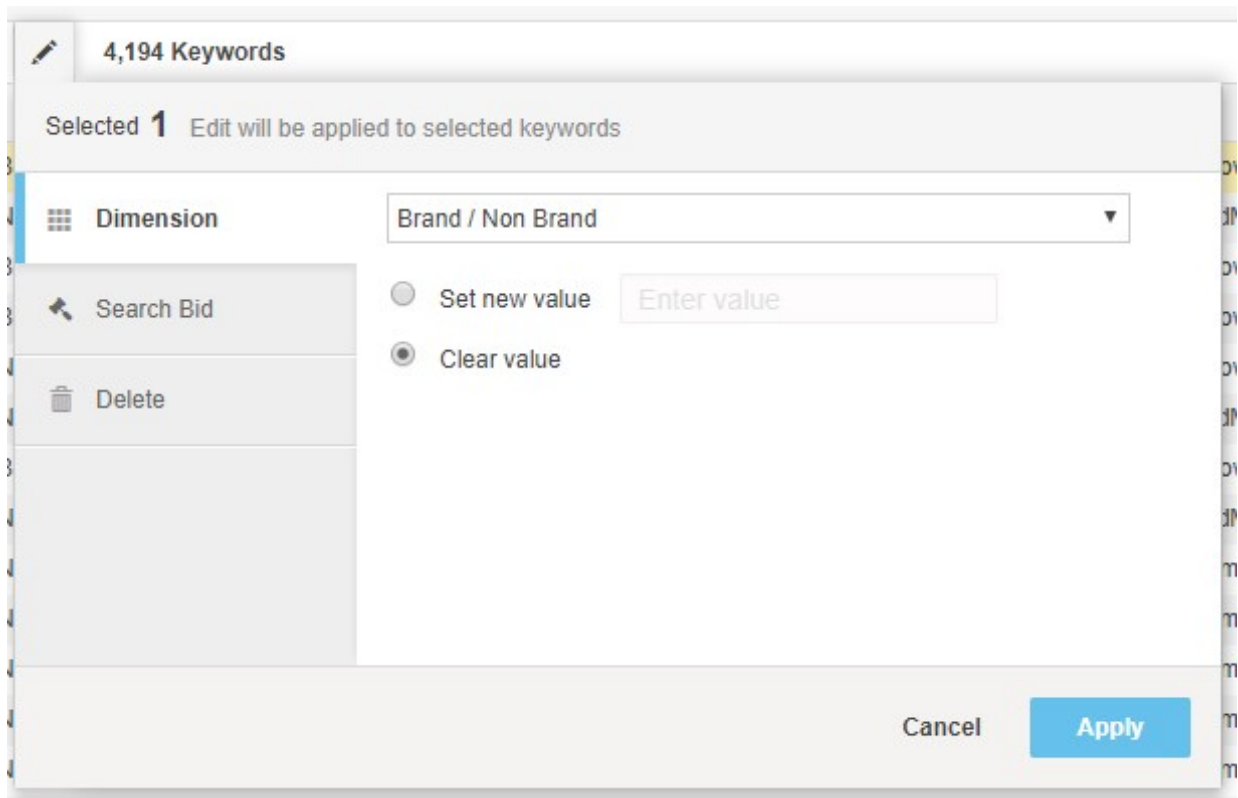 4,194 Keywords
Selected 1 Edit will be applied to selected keywords
Dimension
Brand / Non Brand
Set new value
Enter value
Search Bid
Clear value
Delete
Cancel
Apply